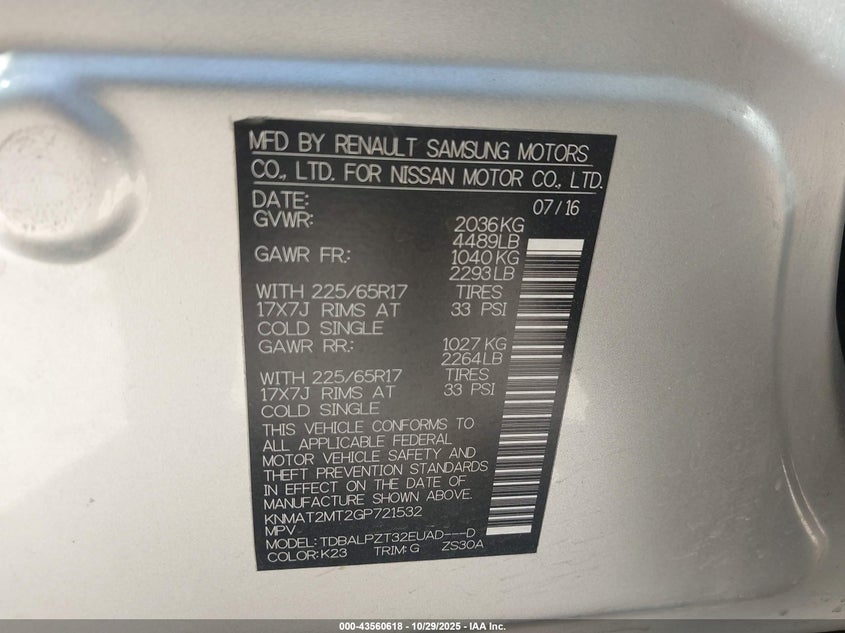 MFD BY RENAULT SAMSUNG MOTORS
CO., LTD. FOR NISSAN MOTOR CO., LTD.
DATE: 07/16
GVWR: 2036KG
4489LB
GAWR FR: 1040KG
2293LB
WITH 225/65R17 TIRES
17X7J RIMS AT 33 PSI
COLD SINGLE
GAWR RR: 1027KG
2264LB
WITH 225/65R17 TIRES
17X7J RIMS AT 33 PSI
COLD SINGLE
THIS VEHICLE CONFORMS TO
ALL APPLICABLE FEDERAL
MOTOR VEHICLE SAFETY AND
THEFT PREVENTION STANDARDS
IN EFFECT ON THE DATE OF
MANUFACTURE SHOWN ABOVE.
KNMAT2MT2GP721532
MPV
MODEL: TDBALPZT32EUAD---D
COLOR: K23 TRIM: G ZS30A
000-43560618 - 10/29/2025 - IAA Inc.